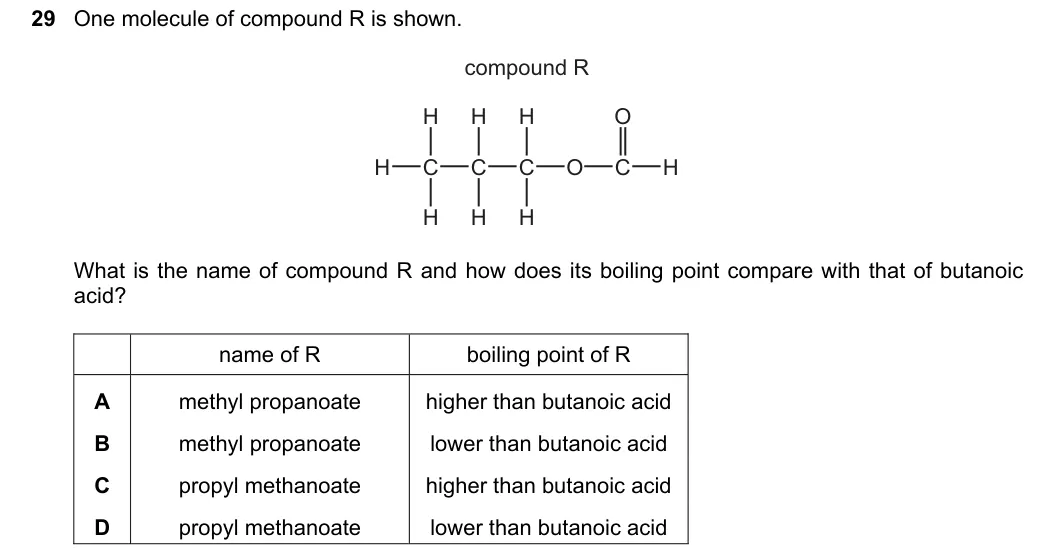 29 One molecule of compound R is shown.
compound R
H H H O
H C C C O C H
H H H
What is the name of compound R and how does its boiling point compare with that of butanoic
acid?
name of R boiling point of R
A methyl propanoate higher than butanoic acid
B methyl propanoate lower than butanoic acid
C propyl methanoate higher than butanoic acid
D propyl methanoate lower than butanoic acid